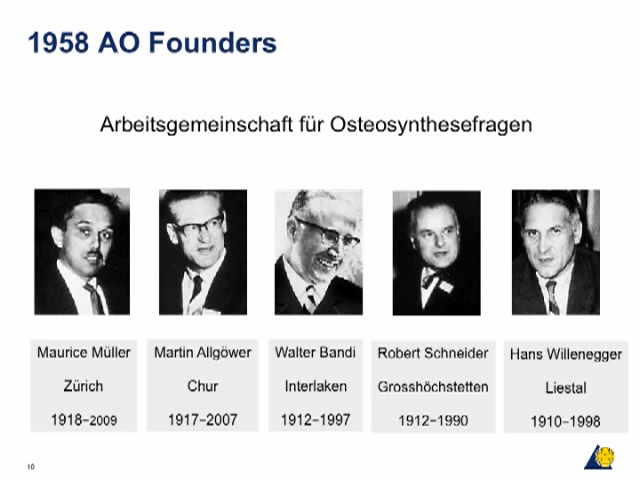 1958 AO Founders
Arbeitsgemeinschaft für Osteosynthesefragen
Maurice Müller
Zürich
1918–2009
Martin Allgöwer
Chur
1917–2007
Walter Bandi
Interlaken
1912–1997
Robert Schneider
Grosshöchstetten
1912–1990
Hans Willenegger
Liestal
1910–1998
10